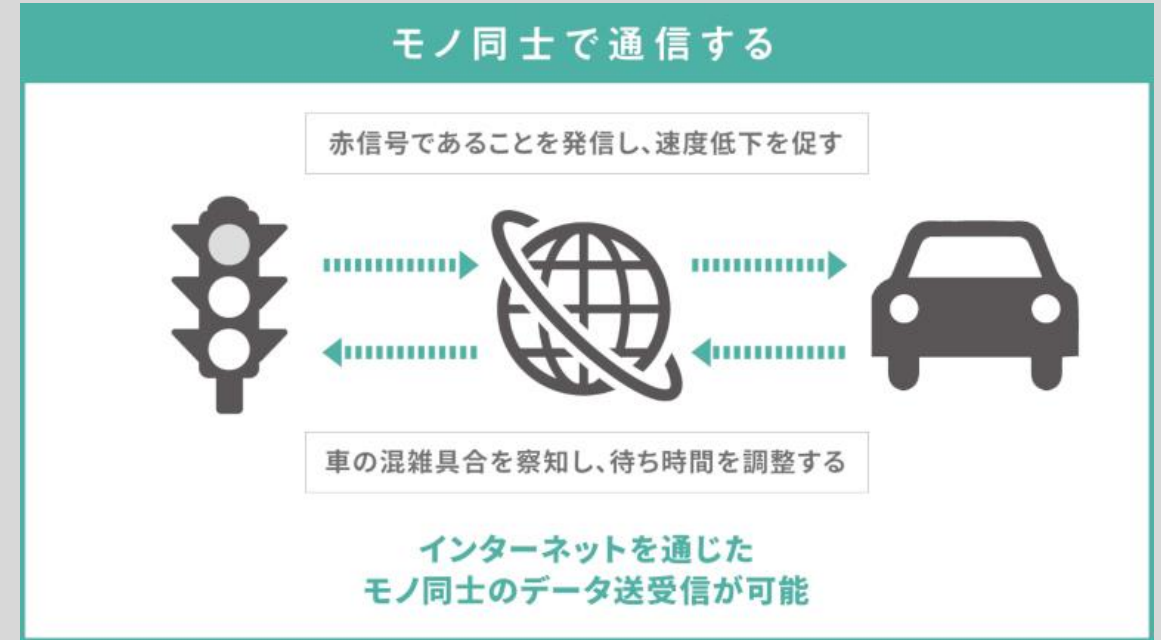 モノ同士で通信する
赤信号であることを発信し、速度低下を促す
車の混雑具合を察知し、待ち時間を調整する
インターネットを通じた
モノ同士のデータ送受信が可能